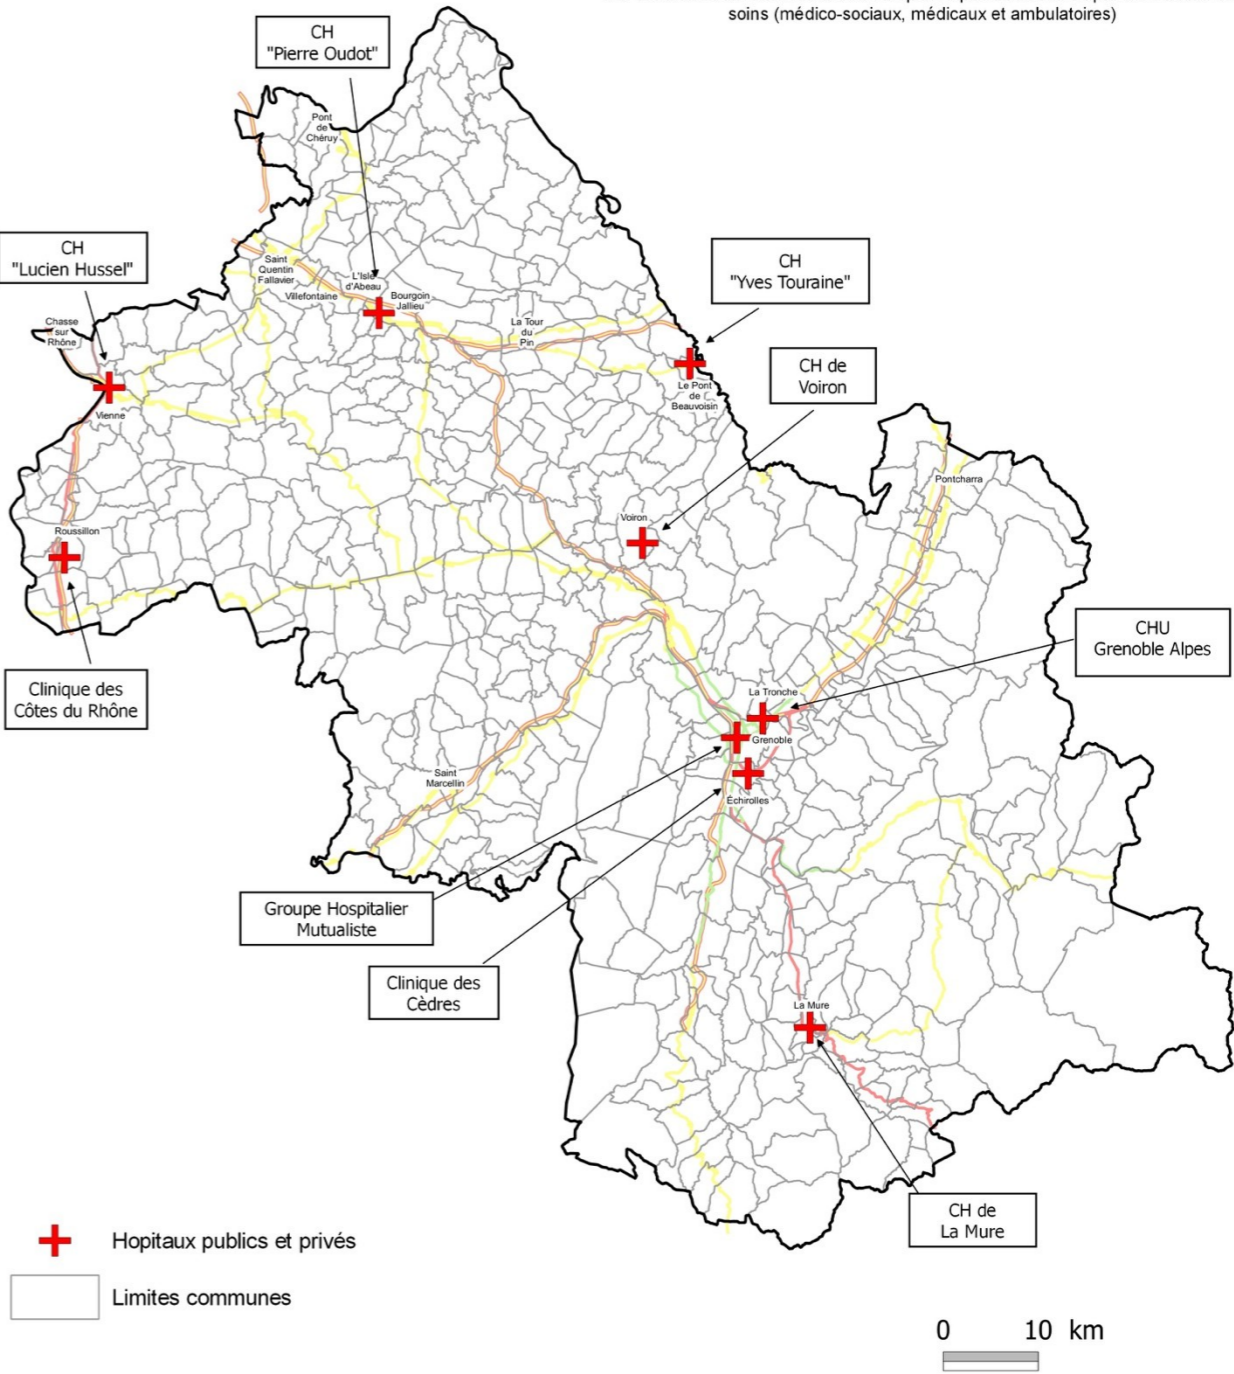 soins (médico-sociaux, médicaux et ambulatoires)
CH
"Pierre Oudot"
Pont
de
Chéruy
CH
"Lucien Hussel"
Saint
Quentin
Fallavier
L'Isle
d'Abeau
Villefontaine
Bourgoin
Jallieu
CH
"Yves Touraine"
Chasse
sur
Rhône
La Tour
du
Pin
CH de
Voiron
Le Pont
de
Beauvoisin
Vienne
Pontcharra
Voiron
Roussillon
CHU
Grenoble Alpes
Clinique des
Côtes du Rhône
La Tronche
Grenoble
Saint
Marcellin
Échirolles
Groupe Hospitalier
Mutualiste
Clinique des
Cèdres
La Mure
CH de
La Mure
Hopitaux publics et privés
Limites communes
0 10 km